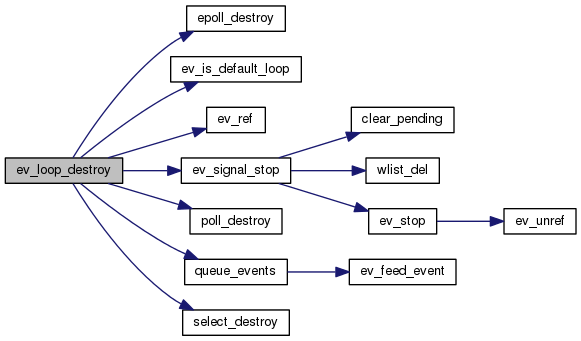 epoll_destroy
ev_is_default_loop
ev_ref
clear_pending
ev_loop_destroy
ev_signal_stop
wlist_del
poll_destroy
ev_stop
ev_unref
queue_events
ev_feed_event
select_destroy